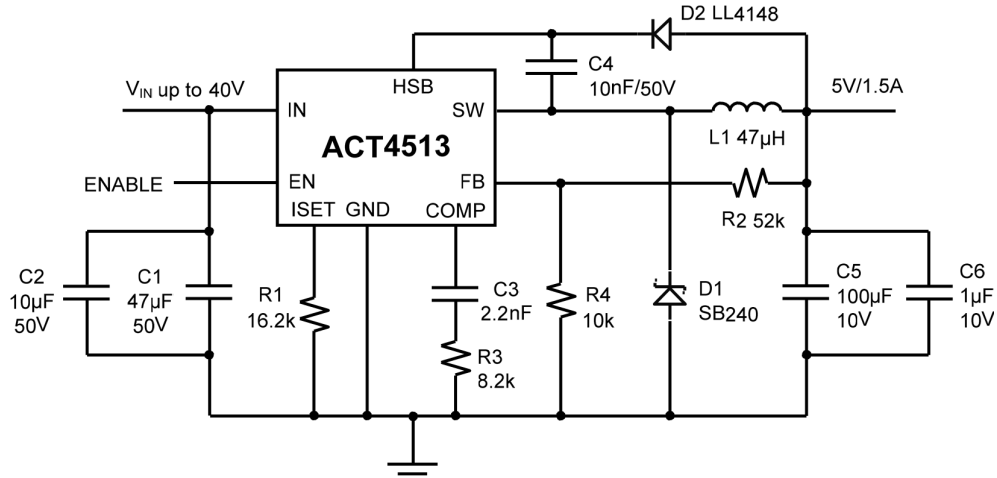 D2 LL4148
VIN up to 40V
HSB
C4
10nF/50V
5V/1.5A
IN
SW
ACT4513
L1 47µH
ENABLE
EN
FB
ISET
GND
COMP
R2 52k
C2
10µF
50V
C1
47µF
50V
R1
16.2k
C3
2.2nF
R3
8.2k
R4
10k
D1
SB240
C5
100µF
10V
C6
1µF
10V